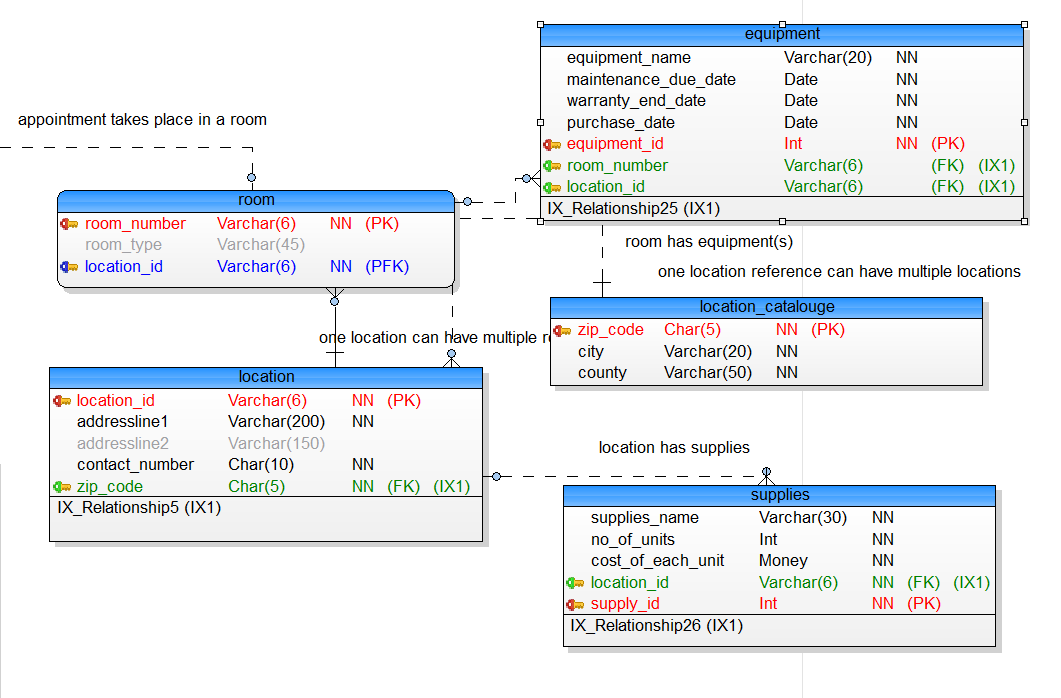 appointment takes place in a room
equipment
equipment_name Varchar(20) NN
maintenance_due_date Date NN
warranty_end_date Date NN
purchase_date Date NN
equipment_id Int NN (PK)
room_number Varchar(6) (FK) (IX1)
location_id Varchar(6) (FK) (IX1)
IX_Relationship25 (IX1)
room
room_number Varchar(6) NN (PK)
room_type Varchar(45)
location_id Varchar(6) NN (PFK)
room has equipment(s)
one location reference can have multiple locations
location_catalouge
zip_code Char(5) NN (PK)
city Varchar(20) NN
county Varchar(50) NN
one location can have multiple
location
location_id Varchar(6) NN (PK)
addressline1 Varchar(200) NN
addressline2 Varchar(150)
contact_number Char(10) NN
zip_code Char(5) NN (FK) (IX1)
IX_Relationship5 (IX1)
location has supplies
supplies
supplies_name Varchar(30) NN
no_of_units Int NN
cost_of_each_unit Money NN
location_id Varchar(6) NN (FK) (IX1)
supply_id Int NN (PK)
IX_Relationship26 (IX1)